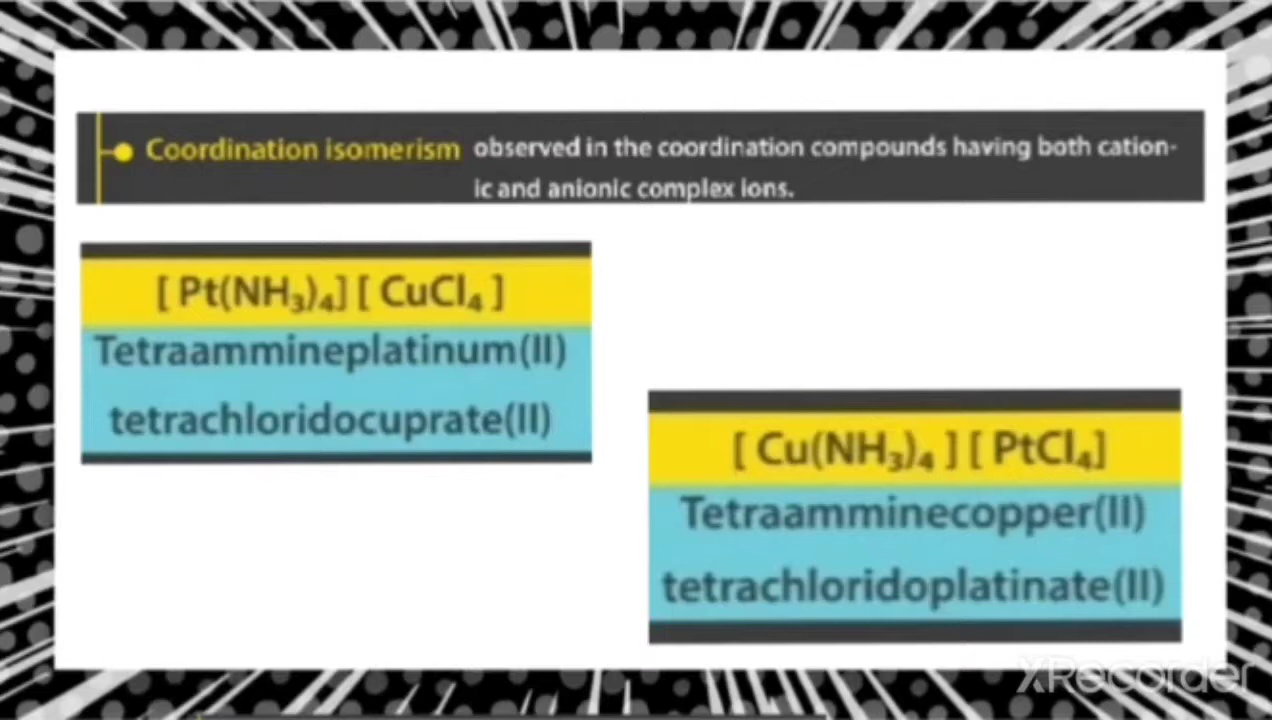 Coordination isomerism observed in the coordination compounds having both cation-
ic and anionic complex ions.
[ Pt(NH₃)₄] [ CuCl₄ ]
Tetraammineplatinum(II)
tetrachloridocuprate(II)
[ Cu(NH₃)₄ ] [ PtCl₄]
Tetraamminecopper(II)
tetrachloridoplatinate(II)
XRecorder